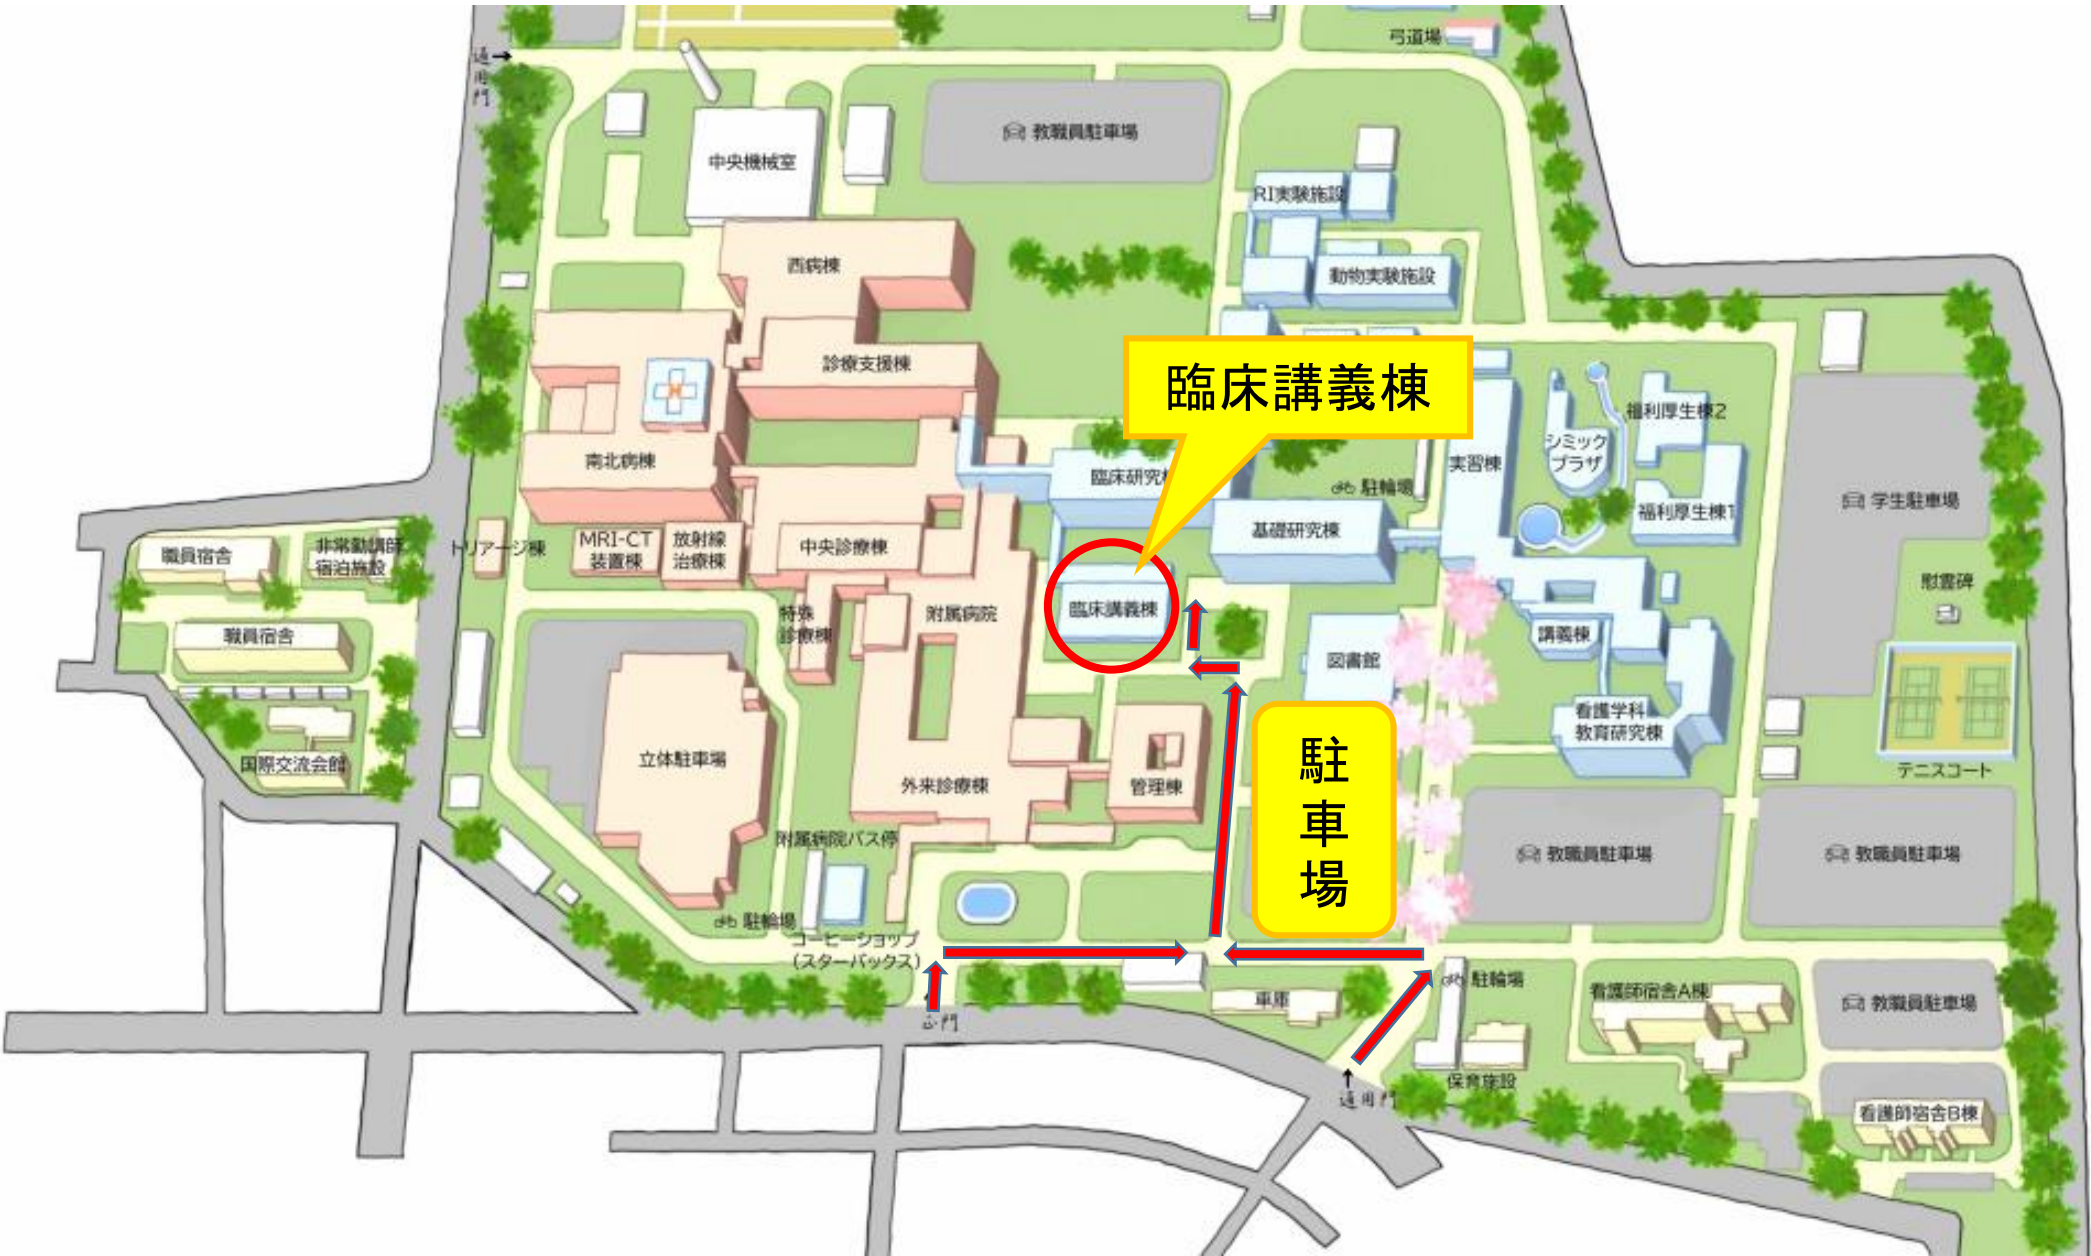 弓道場
通
用
門
教職員駐車場
中央機械室
RI実験施設
西病棟
動物実験施設
診療支援棟
臨床講義棟
H
福利厚生棟2
シミック
プラザ
南北病棟
臨床研究
実習棟
駐輪場
学生駐車場
福利厚生棟1
MRI-CT
装置棟
放射線
治療棟
中央診療棟
基礎研究棟
トリアージ棟
職員宿舎
非常勤講師
宿泊施設
慰霊碑
特殊
診療棟
附属病院
臨床講義棟
職員宿舎
講義棟
図書館
看護学科
教育研究棟
国際交流会館
立体駐車場
外来診療棟
管理棟
駐
車
場
テニスコート
附属病院バス停
教職員駐車場
教職員駐車場
駐輪場
コーヒーショップ
(スターバックス)
駐輪場
看護師宿舎A棟
車庫
教職員駐車場
正門
保育施設
通用門
看護師宿舎B棟